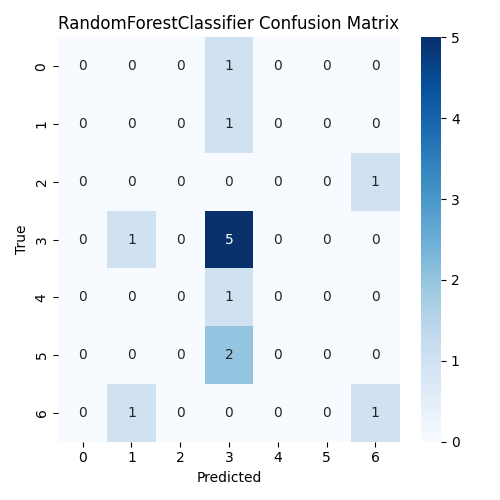 RandomForestClassifier Confusion Matrix
0 0 0 0 1 0 0 0
1 0 0 0 1 0 0 0
2 0 0 0 0 0 0 1
3 0 1 0 5 0 0 0
4 0 0 0 1 0 0 0
5 0 0 0 2 0 0 0
6 0 1 0 0 0 0 1
0 1 2 3 4 5 6
True
Predicted
5
4
3
2
1
0